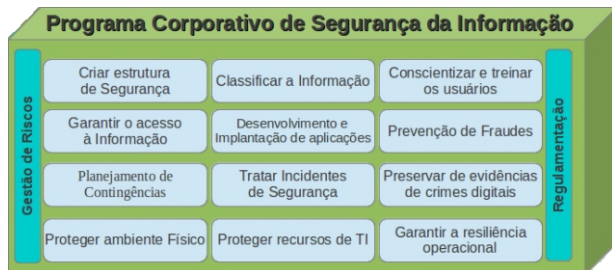 Programa Corporativo de Segurança da Informação
Gestão de Riscos
Criar estrutura
de Segurança
Classificar a Informação
Conscientizar e treinar
os usuários
Garantir o acesso
à Informação
Desenvolvimento e
Implantação de aplicações
Prevenção de Fraudes
Planejamento de
Contingências
Tratar Incidentes
de Segurança
Preservar de evidências
de crimes digitais
Proteger ambiente Físico
Proteger recursos de TI
Garantir a resiliência
operacional
Regulamentação